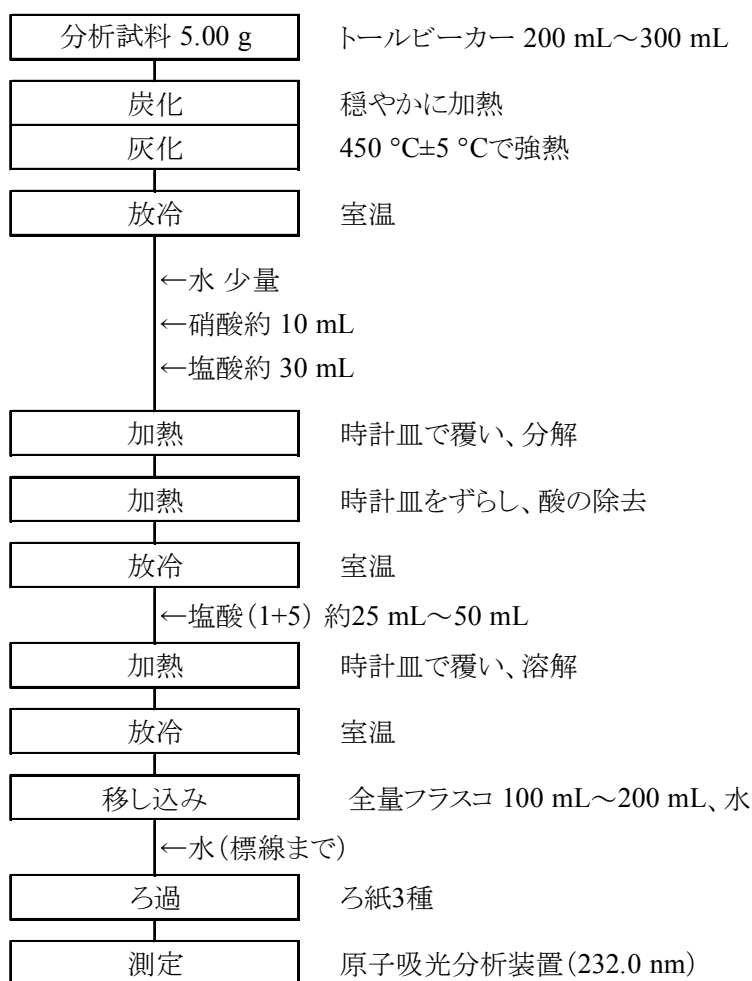 分析試料 5.00 g トールビーカー 200 mL～300 mL
炭化 穏やかに加熱
灰化 450 °C±5 °Cで強熱
放冷 室温
←水 少量
←硝酸約 10 mL
←塩酸約 30 mL
加熱 時計皿で覆い、分解
加熱 時計皿をずらし、酸の除去
放冷 室温
←塩酸（1+5） 約25 mL～50 mL
加熱 時計皿で覆い、溶解
放冷 室温
移し込み 全量フラスコ 100 mL～200 mL、水
←水（標線まで）
ろ過 ろ紙3種
測定 原子吸光分析装置（232.0 nm）